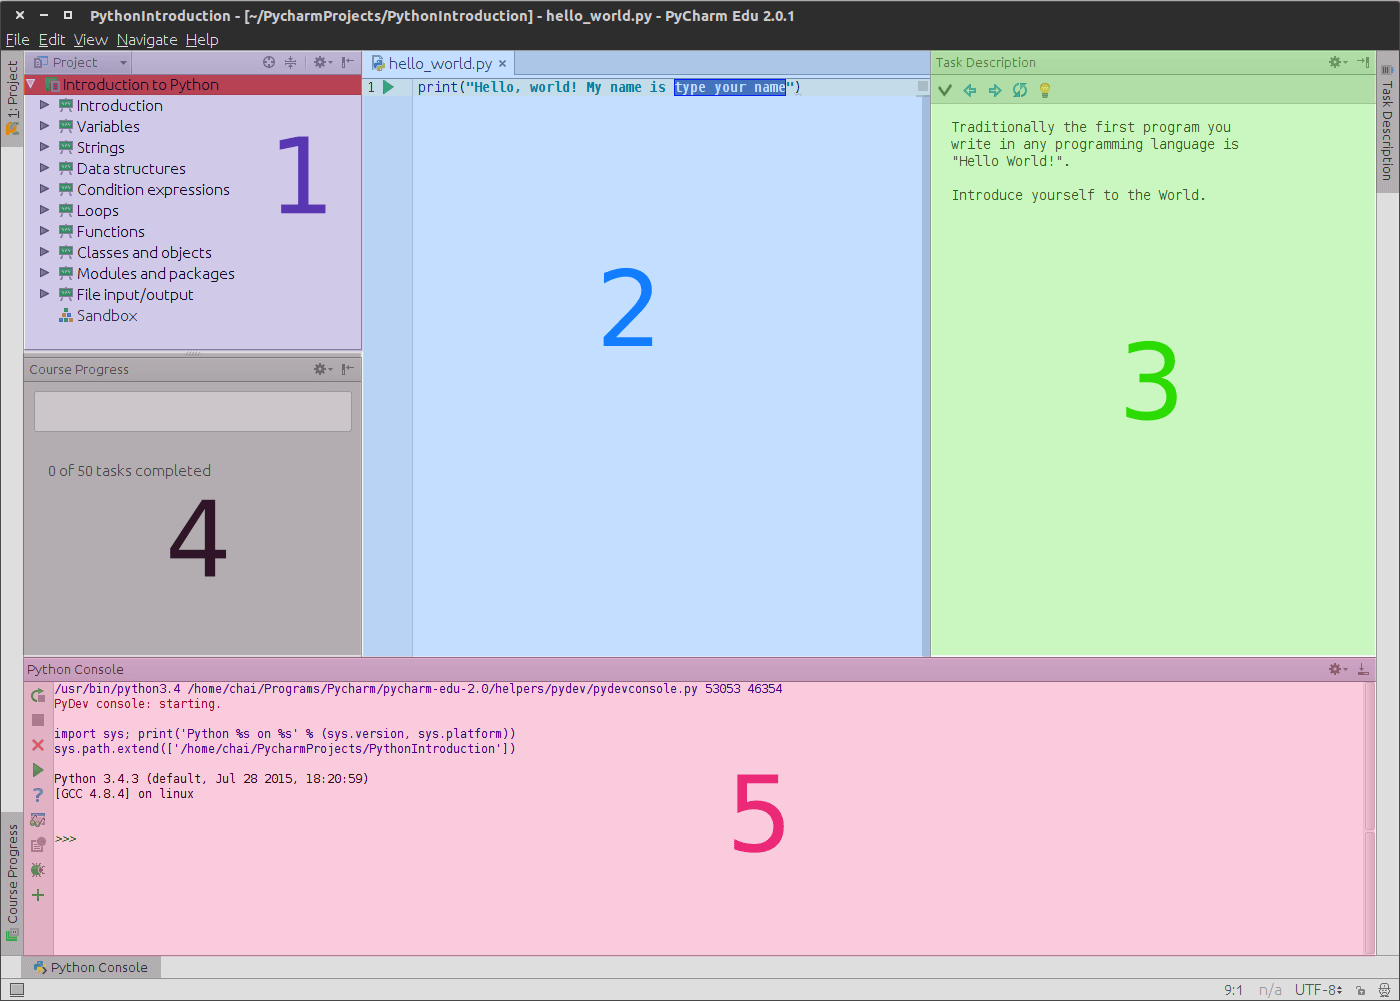 PythonIntroduction - [~/PycharmProjects/PythonIntroduction] - hello_world.py - PyCharm Edu 2.0.1
File Edit View Navigate Help
1: Project
Project
Introduction to Python
Introduction
Variables
Strings
Data structures
Condition expressions
Loops
Functions
Classes and objects
Modules and packages
File input/output
Sandbox
1
hello_world.py
1 print("Hello, world! My name is type your name")
2
Task Description
Traditionally the first program you
write in any programming language is
"Hello World!".
Introduce yourself to the World.
3
Task Description
Course Progress
0 of 50 tasks completed
4
Python Console
/usr/bin/python3.4 /home/chai/Programs/Pycharm/pycharm-edu-2.0/helpers/pydev/pydevconsole.py 53053 46354
PyDev console: starting.
import sys; print('Python %s on %s' % (sys.version, sys.platform))
sys.path.extend(['/home/chai/PycharmProjects/PythonIntroduction'])
Python 3.4.3 (default, Jul 28 2015, 18:20:59)
[GCC 4.8.4] on linux
>>>
5
Course Progress
Python Console
9:1 n/a UTF-8